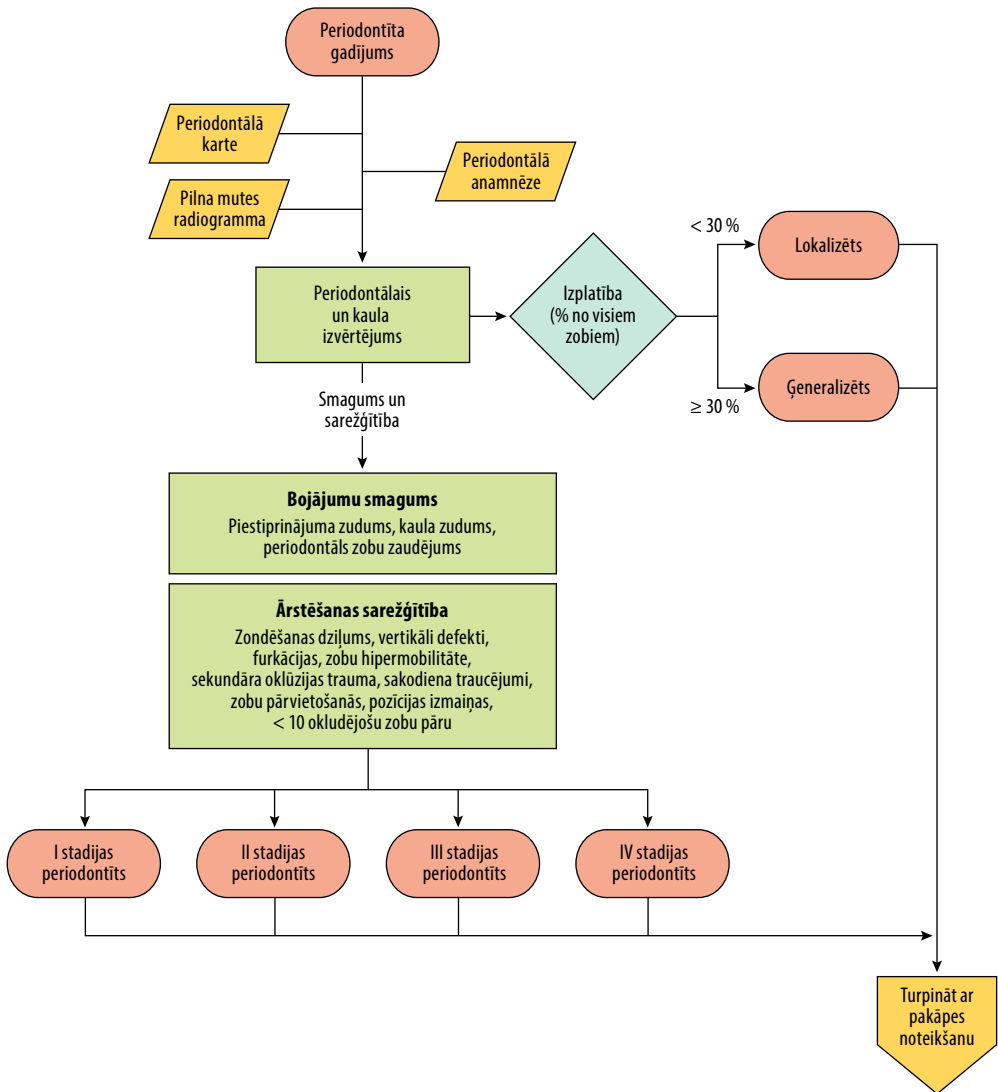 Periodontīta
gadījums
Periodontālā
karte
Periodontālā
anamnēze
Pilna mutes
radiogramma
< 30 %
Lokalizēts
Periodontālais
un kaula
izvērtējums
Izplatība
(% no visiem
zobiem)
≥ 30 %
Ģeneralizēts
Smagums un
sarežģītība
Bojājumu smagums
Piestiprinājuma zudums, kaula zudums,
periodontāls zobu zaudējums
Ārstēšanas sarežģītība
Zondēšanas dziļums, vertikāli defekti,
furkācijas, zobu hipermobilitāte,
sekundāra oklūzijas trauma, sakodiena traucējumi,
zobu pārvietošanās, pozīcijas izmaiņas,
< 10 okludējošu zobu pāru
I stadijas
periodontīts
II stadijas
periodontīts
III stadijas
periodontīts
IV stadijas
periodontīts
Turpināt ar
pakāpes
noteikšanu